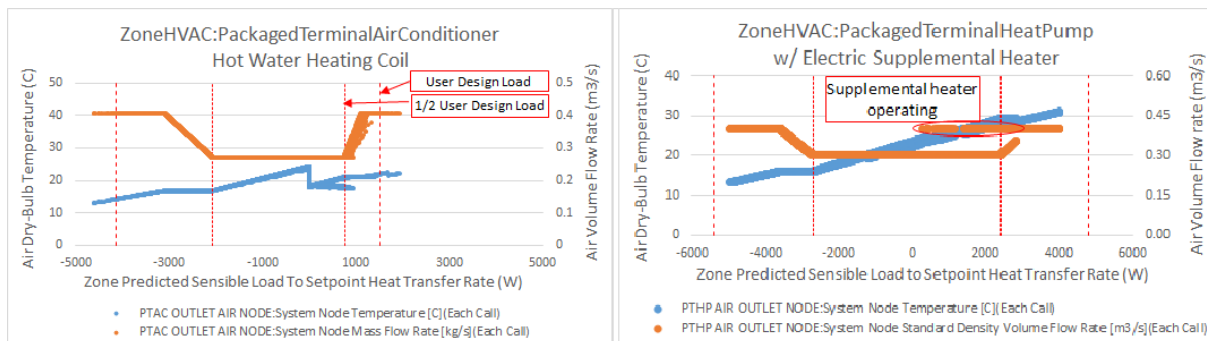 ZoneHVAC:PackagedTerminalAirConditioner
Hot Water Heating Coil
User Design Load
1/2 User Design Load
Air Dry-Bulb Temperature (C)
50
40
30
20
10
0
Air Volume Flow Rate (m3/s)
0.5
0.4
0.3
0.2
0.1
0
-5000 -3000 -1000 1000 3000 5000
Zone Predicted Sensible Load To Setpoint Heat Transfer Rate (W)
PTAC OUTLET AIR NODE:System Node Temperature [C](Each Call)
PTAC OUTLET AIR NODE:System Node Mass Flow Rate [kg/s](Each Call)
ZoneHVAC:PackagedTerminalHeatPump
w/ Electric Supplemental Heater
Supplemental heater
operating
Air Dry-Bulb Temperature (C)
40
30
20
10
0
Air Volume Flow rate (m3/s)
0.60
0.45
0.30
0.15
0.00
-6000 -4000 -2000 0 2000 4000 6000
Zone Predicted Sensible Load to Setpoint Heat Transfer Rate (W)
PTHP AIR OUTLET NODE:System Node Temperature [C](Each Call)
PTHP AIR OUTLET NODE:System Node Standard Density Volume Flow Rate [m3/s](Each Call)